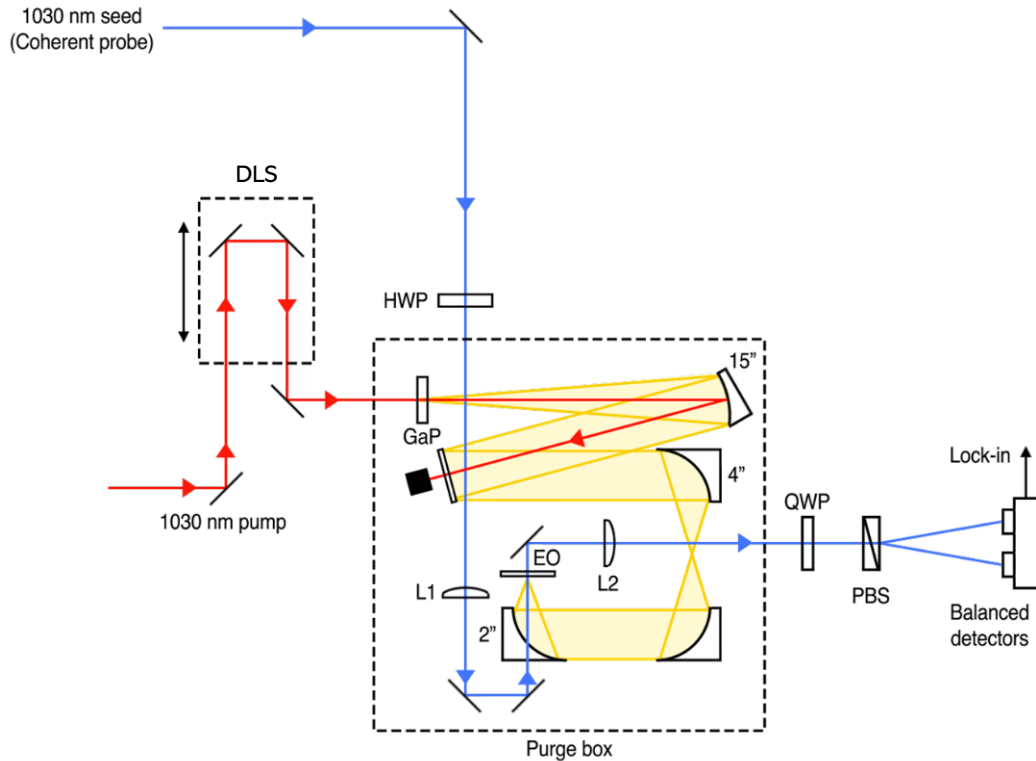 1030 nm seed
(Coherent probe)
DLS
HWP
15”
GaP
4”
Lock-in
1030 nm pump
QWP
EO
L1
L2
PBS
2”
Balanced
detectors
Purge box